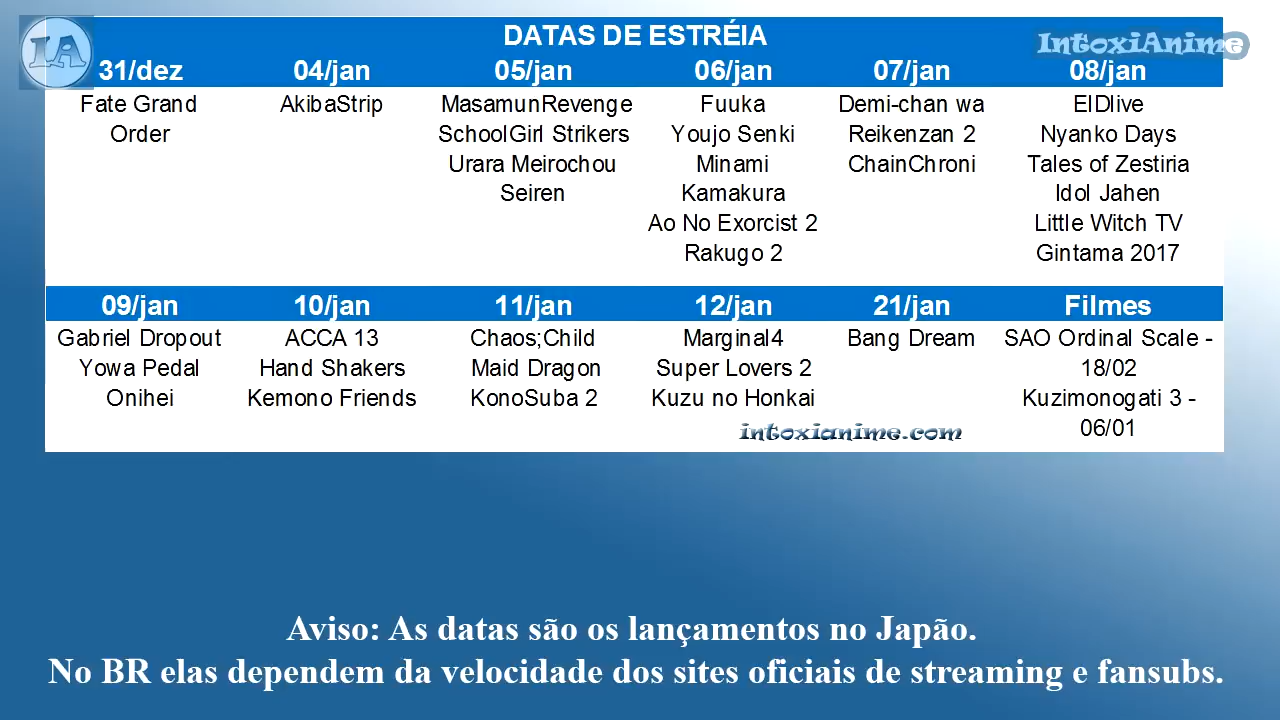 DATAS DE ESTRÉIA
IA
IntoxiAnime
31/dez 04/jan 05/jan 06/jan 07/jan 08/jan
Fate Grand AkibaStrip MasamunRevenge Fuuka Demi-chan wa ElDlive
Order SchoolGirl Strikers Youjo Senki Reikenzan 2 Nyanko Days
Urara Meirochou Minami ChainChroni Tales of Zestiria
Seiren Kamakura Idol Jahen
Ao No Exorcist 2 Little Witch TV
Rakugo 2 Gintama 2017
09/jan 10/jan 11/jan 12/jan 21/jan Filmes
Gabriel Dropout ACCA 13 Chaos;Child Marginal4 Bang Dream SAO Ordinal Scale -
Yowa Pedal Hand Shakers Maid Dragon Super Lovers 2 18/02
Onihei Kemono Friends KonoSuba 2 Kuzu no Honkai Kuzimonogati 3 -
intoxianime.com 06/01
Aviso: As datas são os lançamentos no Japão.
No BR elas dependem da velocidade dos sites oficiais de streaming e fansubs.